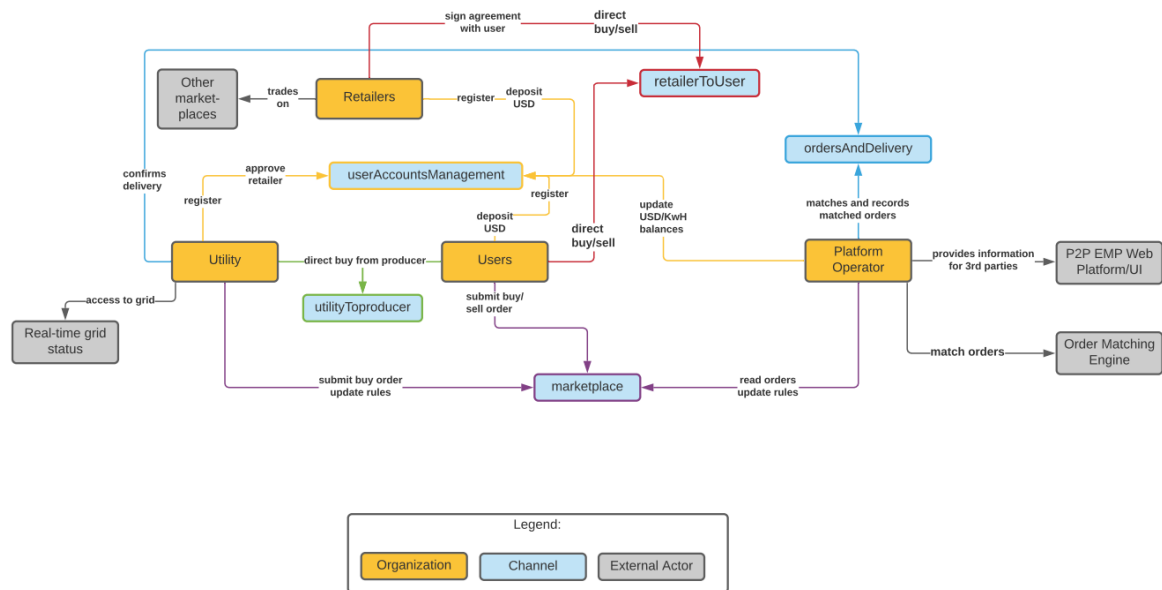 sign agreement
with user
direct
buy/sell
Other
market-
places
trades
on
Retailers
register
deposit
USD
retailerToUser
ordersAndDelivery
confirms
delivery
approve
retailer
userAccountsManagement
register
register
update
USD/KwH
balances
matches and records
matched orders
deposit
USD
direct
buy/sell
Utility
direct buy from producer
Users
Platform
Operator
provides information
for 3rd parties
P2P EMP Web
Platform/UI
access to grid
utilityToproducer
submit buy/
sell order
Real-time grid
status
match orders
Order Matching
Engine
submit buy order
update rules
marketplace
read orders
update rules
Legend:
Organization
Channel
External Actor